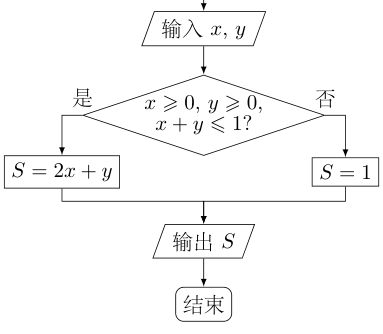 输入 x, y
是
否
x ⩾ 0, y ⩾ 0,
x + y ⩽ 1?
S = 2x + y
S = 1
输出 S
结束